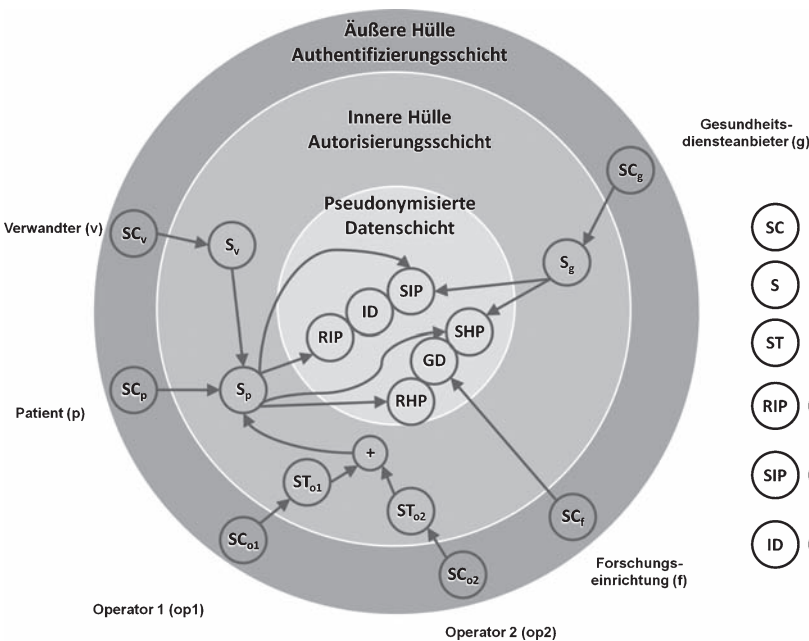 Äußere Hülle
Authentifizierungsschicht
Innere Hülle
Autorisierungsschicht
Pseudonymisierte
Datenschicht
Gesundheits-
diensteanbieter (g)
SCg
Verwandter (v)
SCv
Sv
Sg
SIP
ID
RIP
SHP
GD
RHP
SCp
Sp
Patient (p)
+
STo1
STo2
SCo1
SCo2
SCf
Forschungs-
einrichtung (f)
Operator 1 (op1)
Operator 2 (op2)
SC
S
ST
RIP
SIP
ID